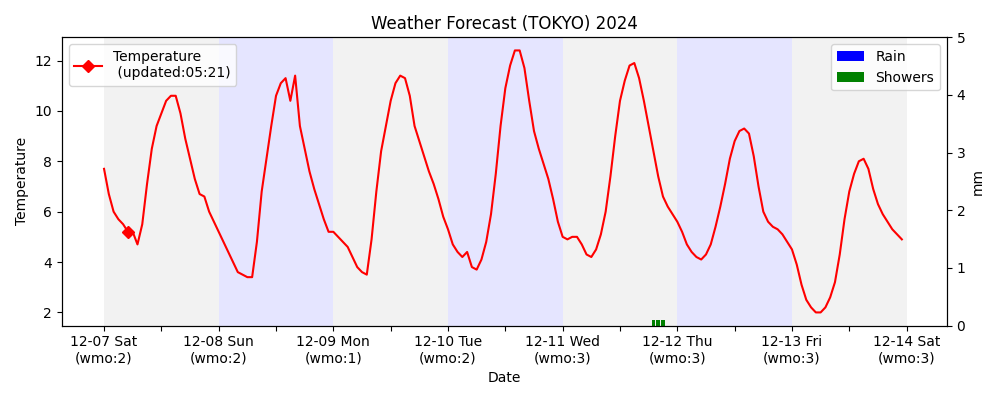 Weather Forecast (TOKYO) 2024
Temperature
(updated:05:21)
Rain
Showers
Temperature
12
10
8
6
4
2
5
4
3
2
1
0
mm
12-07 Sat
(wmo:2)
12-08 Sun
(wmo:2)
12-09 Mon
(wmo:1)
12-10 Tue
(wmo:2)
12-11 Wed
(wmo:3)
12-12 Thu
(wmo:3)
12-13 Fri
(wmo:3)
12-14 Sat
(wmo:3)
Date